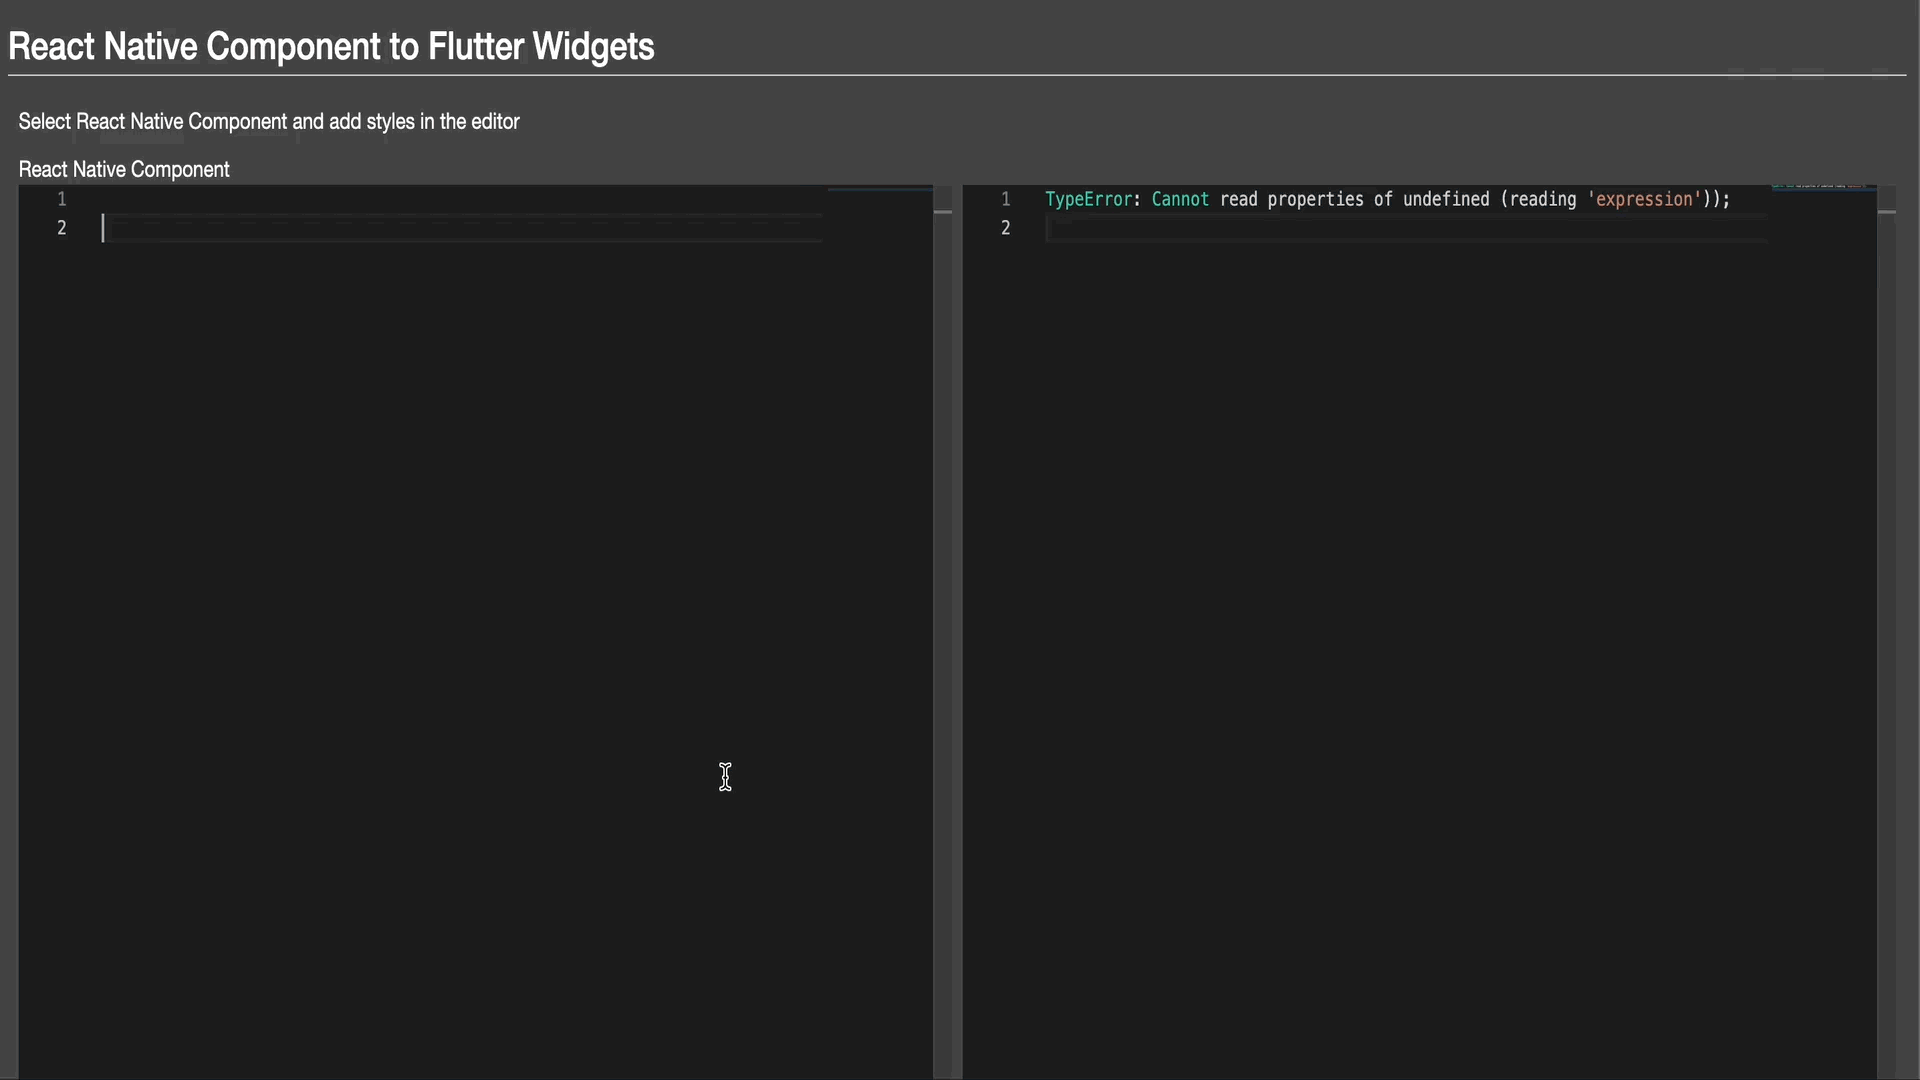 React Native Component to Flutter Widgets
Select React Native Component and add styles in the editor
React Native Component
1
2
1 TypeError: Cannot read properties of undefined (reading 'expression'));
2